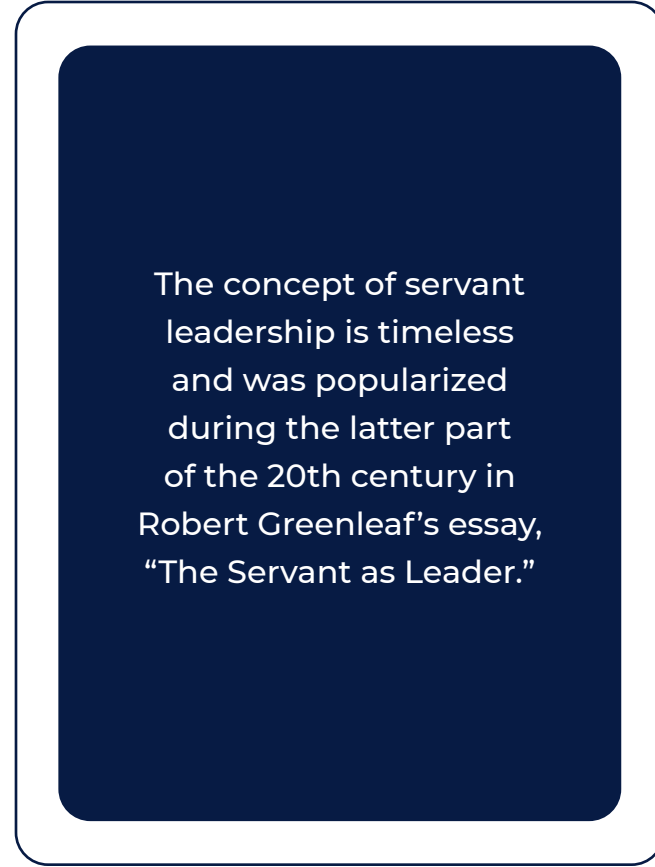 The concept of servant
leadership is timeless
and was popularized
during the latter part
of the 20th century in
Robert Greenleaf’s essay,
“The Servant as Leader.”